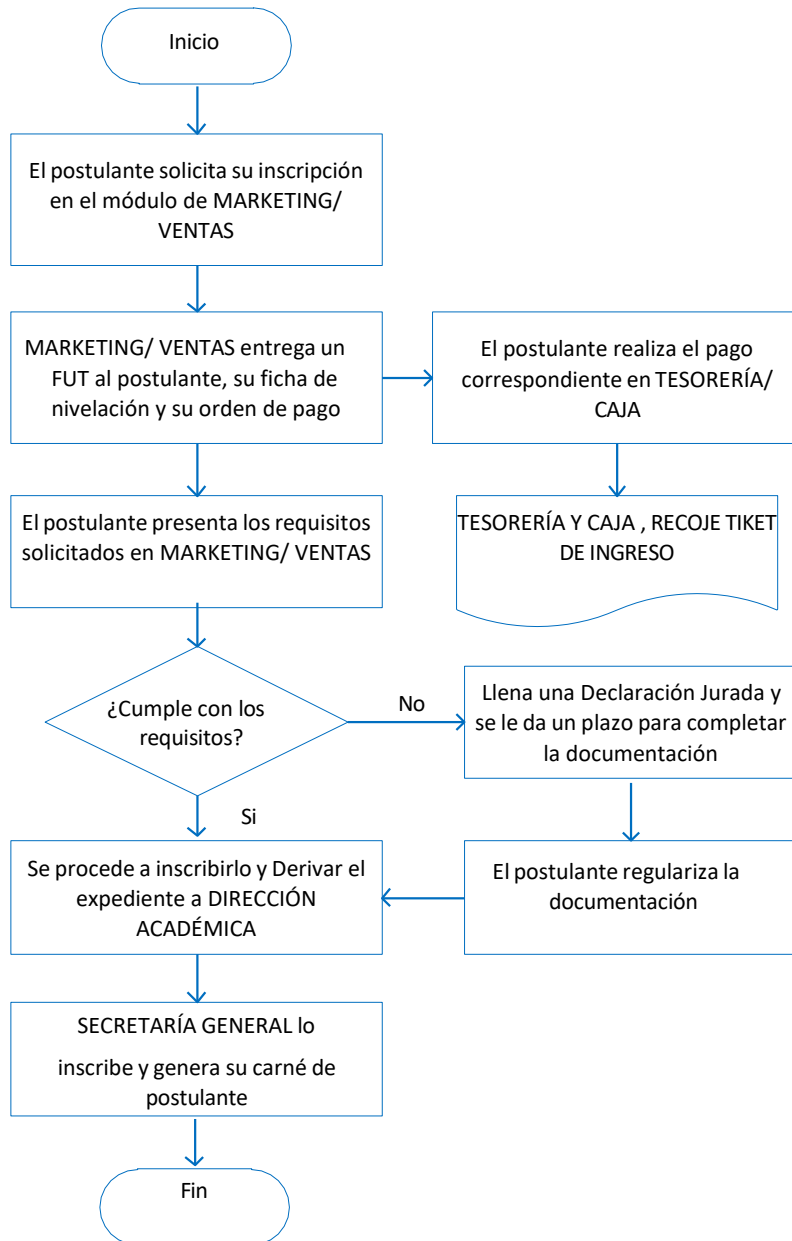 Inicio
El postulante solicita su inscripción
en el módulo de MARKETING/
VENTAS
MARKETING/ VENTAS entrega un
FUT al postulante, su ficha de
nivelación y su orden de pago
El postulante realiza el pago
correspondiente en TESORERÍA/
CAJA
El postulante presenta los requisitos
solicitados en MARKETING/ VENTAS
TESORERÍA Y CAJA , RECOJE TIKET
DE INGRESO
¿Cumple con los
requisitos?
No
Llena una Declaración Jurada y
se le da un plazo para completar
la documentación
Si
Se procede a inscribirlo y Derivar el
expediente a DIRECCIÓN
ACADÉMICA
El postulante regulariza la
documentación
SECRETARÍA GENERAL lo
inscribe y genera su carné de
postulante
Fin